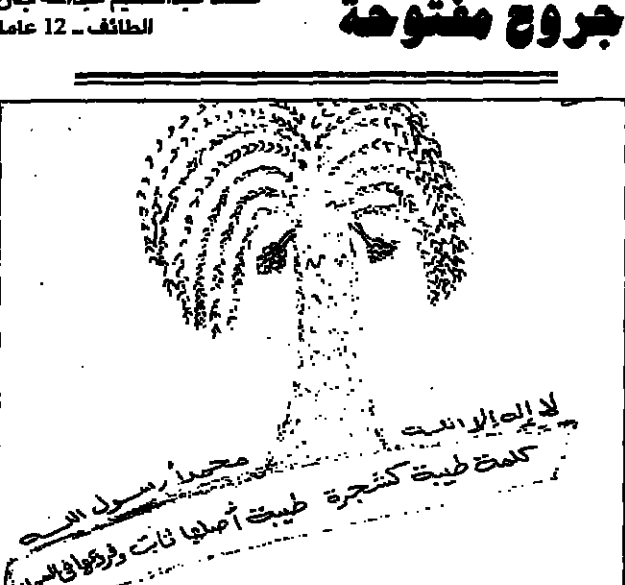 جروح مفتوحة
الطائف ـ 12 عاما
لا إله إلا الله
محمداً رسول الله
كلمة طيبة كشجرة طيبة أصلها ثابت وفرعها في السماء